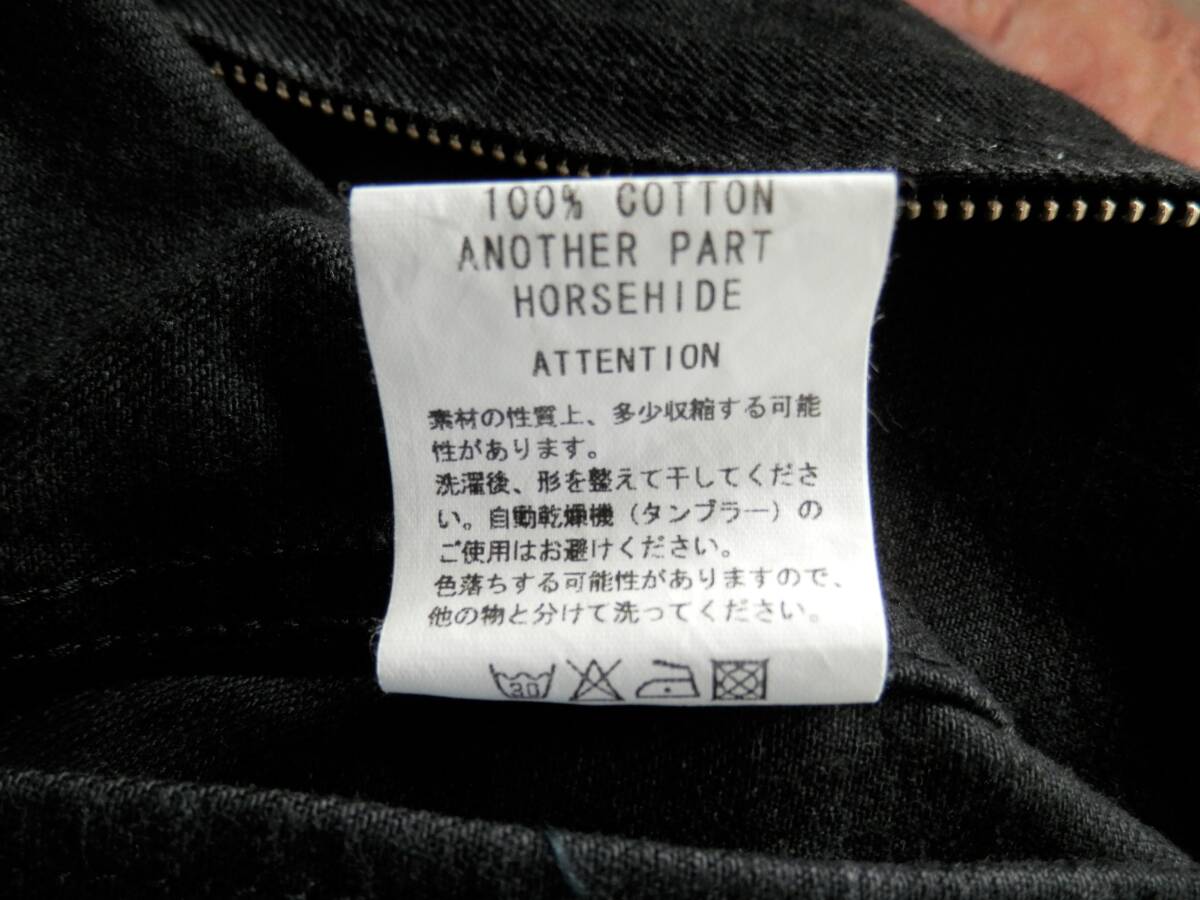 100% COTTON
ANOTHER PART
HORSEHIDE
ATTENTION
素材の性質上、多少収縮する可能
性があります。
洗濯後、形を整えて干してくださ
い。自動乾燥機（タンブラー）の
ご使用はお避けください。
色落ちする可能性がありますので、
他の物と分けて洗ってください。
30